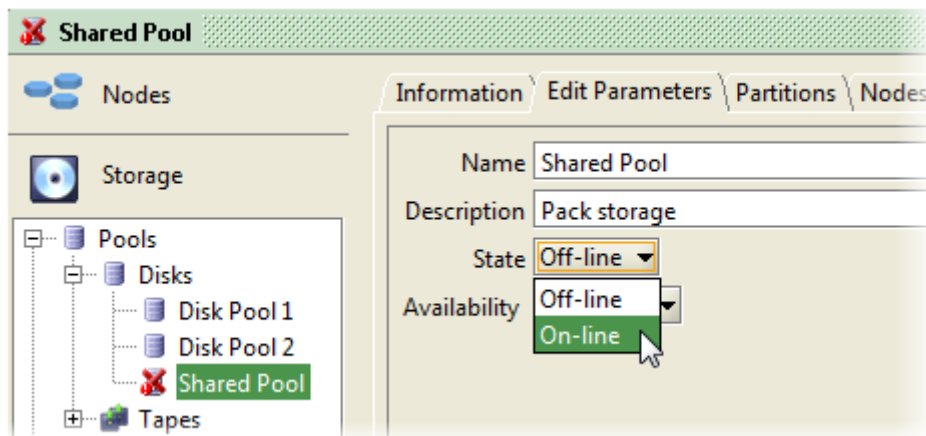 Shared Pool
Nodes
Storage
Pools
Disks
Disk Pool 1
Disk Pool 2
Shared Pool
Tapes
Information Edit Parameters Partitions Nodes
Name Shared Pool
Description Pack storage
State Off-line
Off-line
On-line
Availability